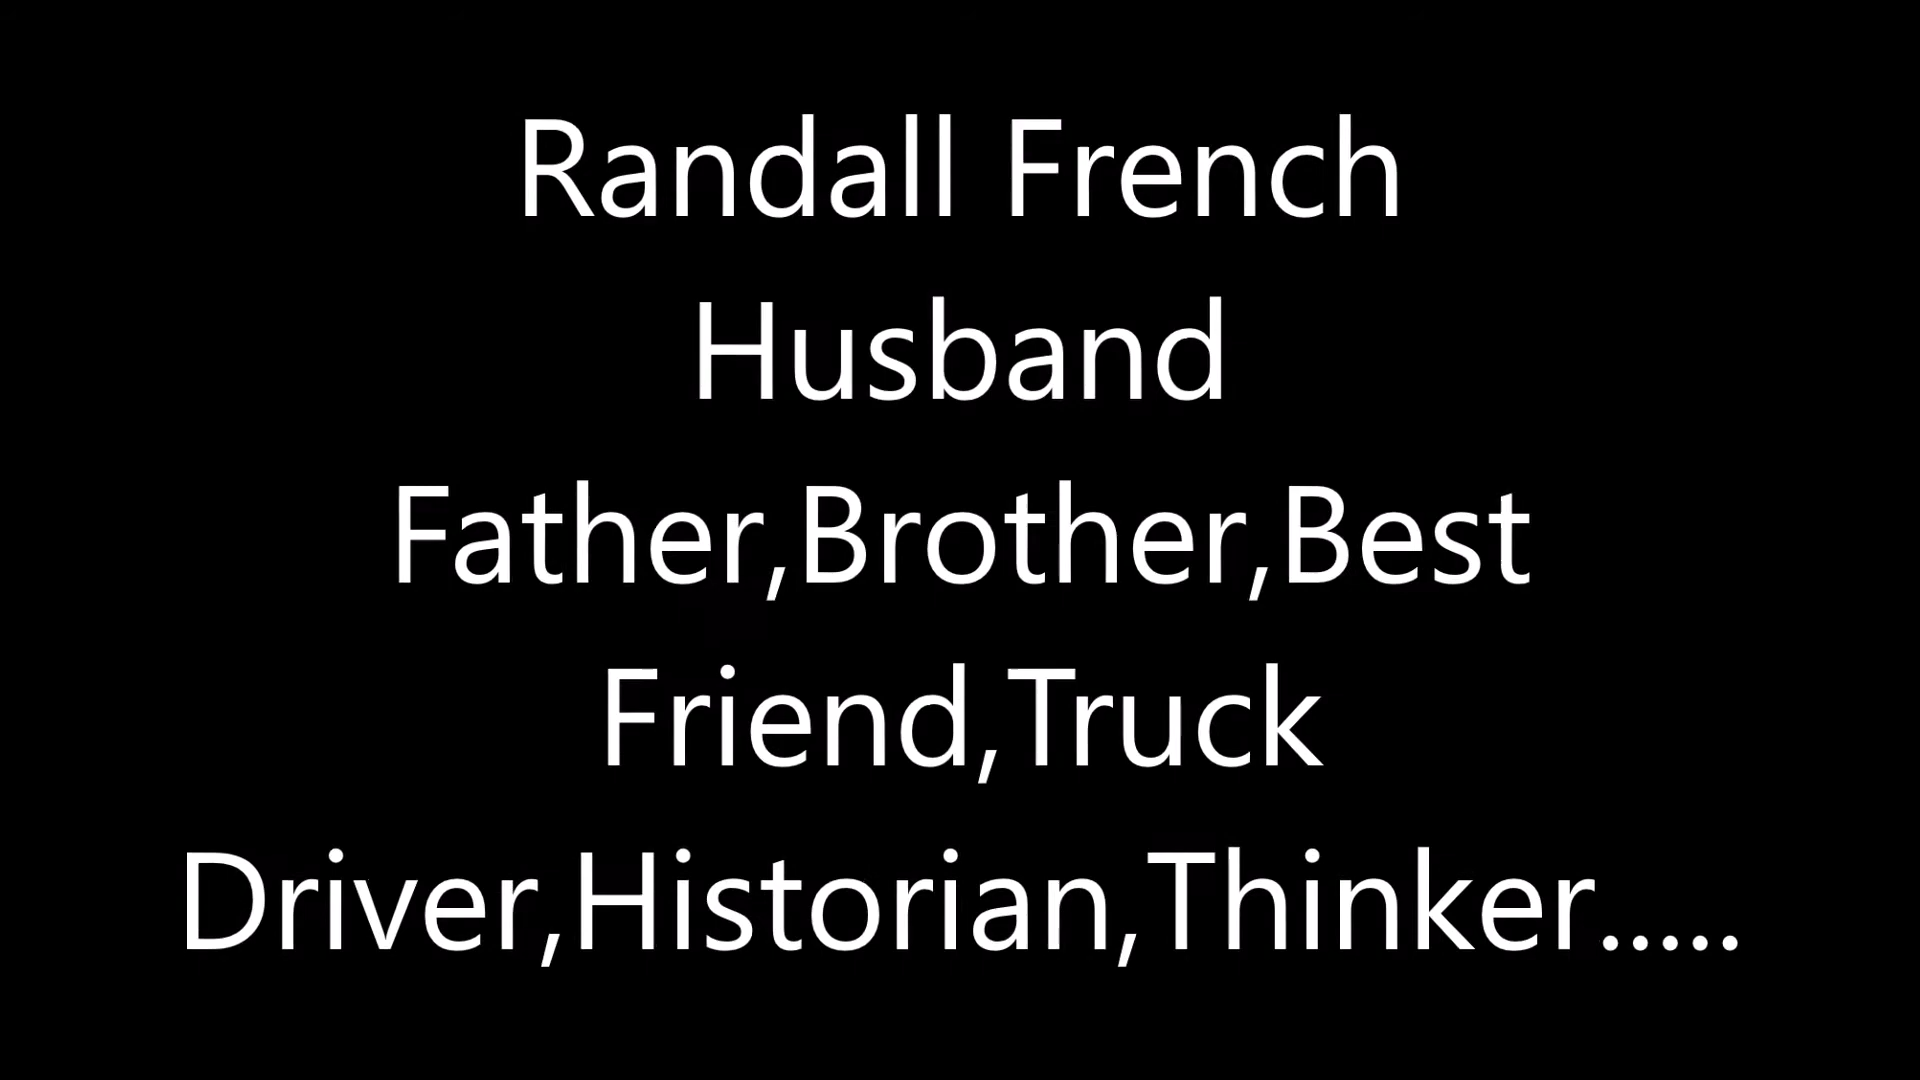 Randall French
Husband
Father,Brother,Best
Friend,Truck
Driver,Historian,Thinker.....